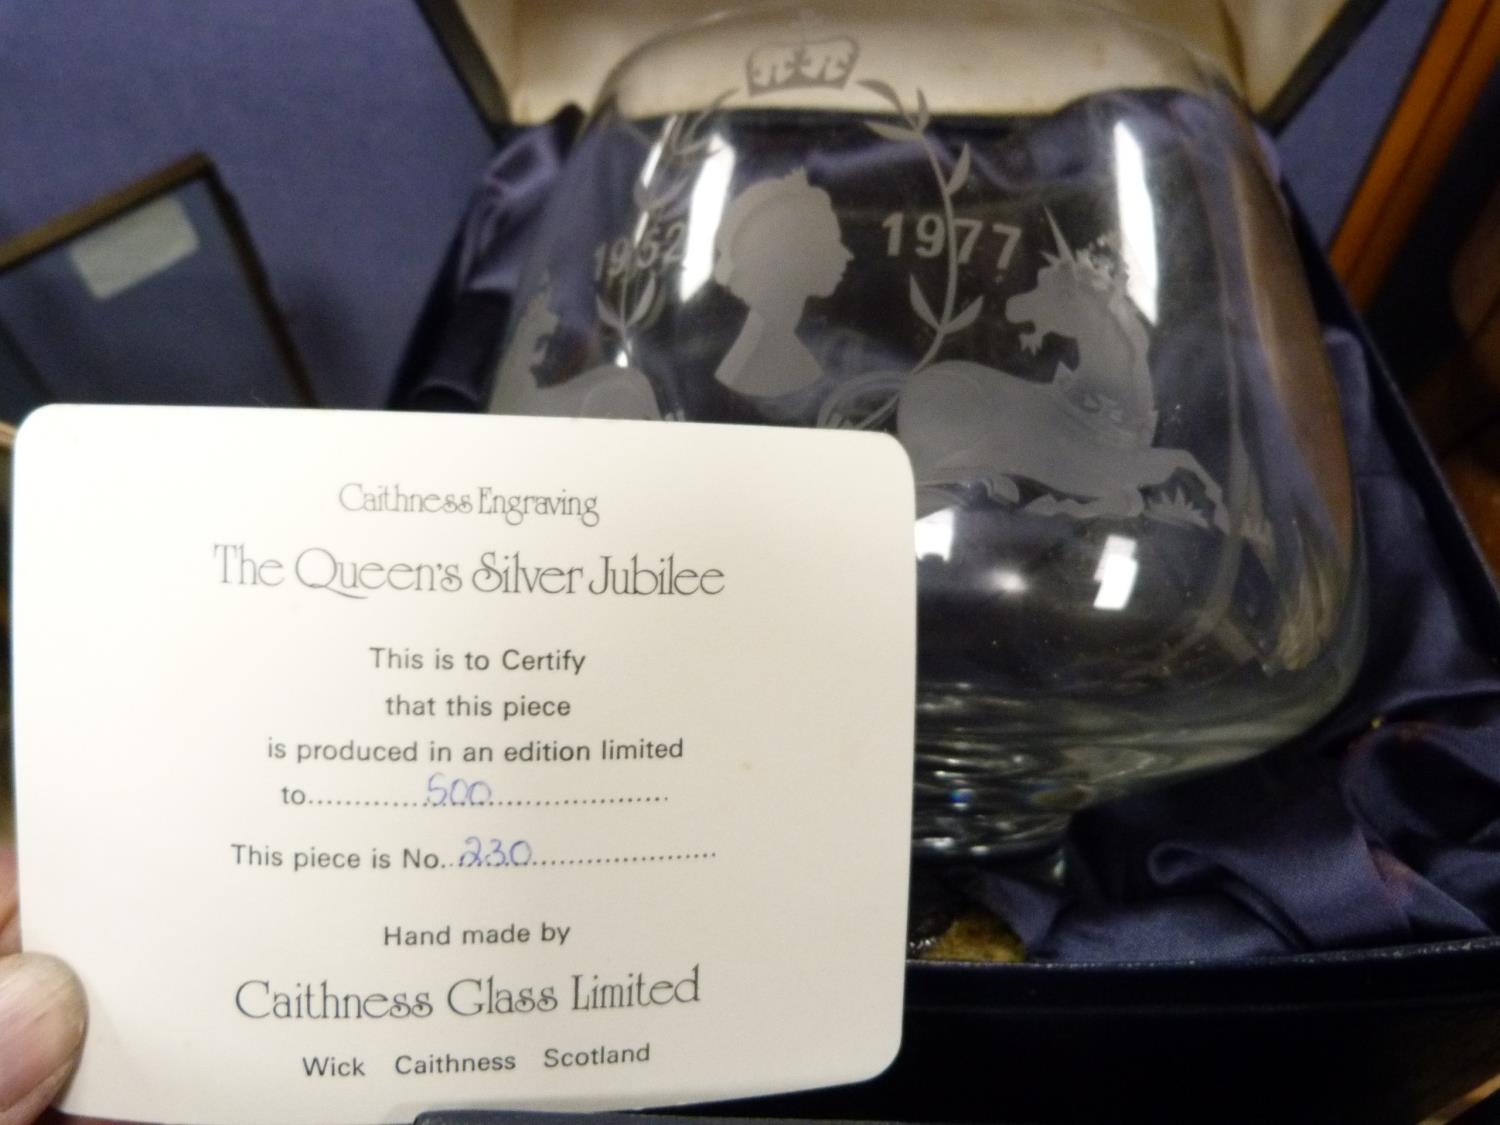 1952
1977
Caithness Engraving
The Queen's Silver Jubilee
This is to Certify
that this piece
is produced in an edition limited
to..............500......................................
This piece is No...230........................................
Hand made by
Caithness Glass Limited
Wick Caithness Scotland